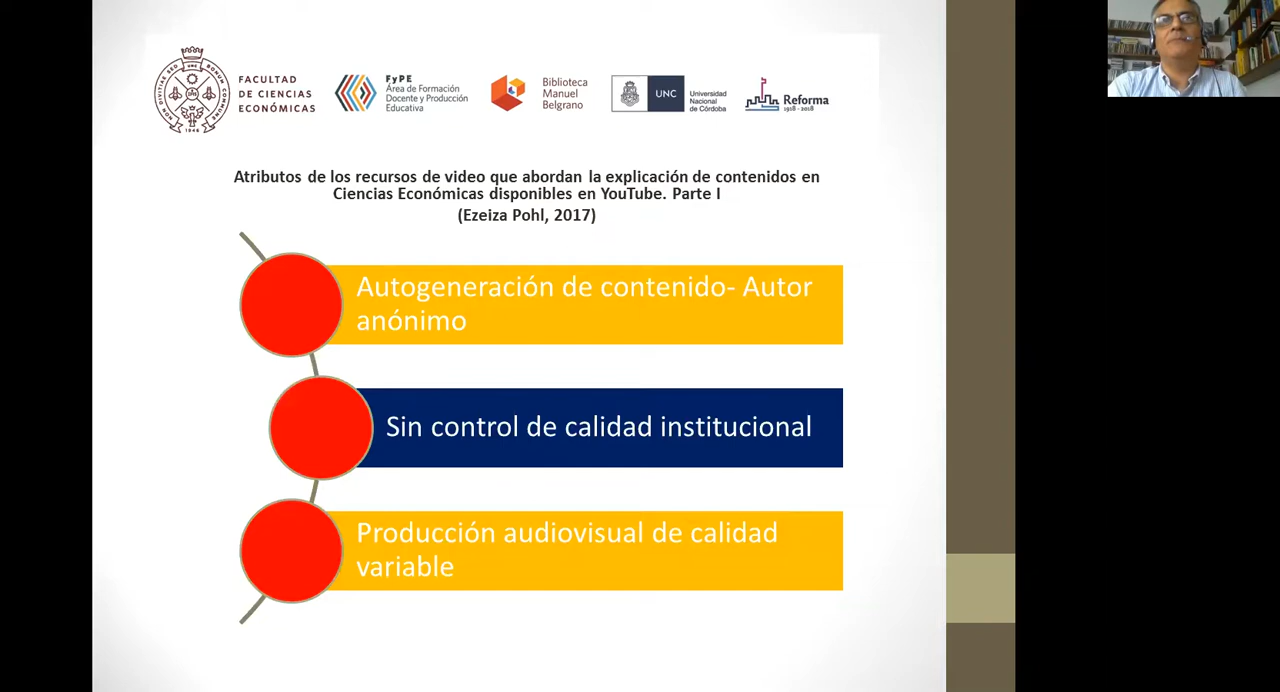 FACULTAD
DE CIENCIAS
ECONÓMICAS
FyPE
Área de Formación
Docente y Producción
Educativa
Biblioteca
Manuel
Belgrano
UNC
Universidad
Nacional
de Córdoba
Reforma
1918 - 2018
Atributos de los recursos de video que abordan la explicación de contenidos en
Ciencias Económicas disponibles en YouTube. Parte I
(Ezeiza Pohl, 2017)
Autogeneración de contenido- Autor
anónimo
Sin control de calidad institucional
Producción audiovisual de calidad
variable